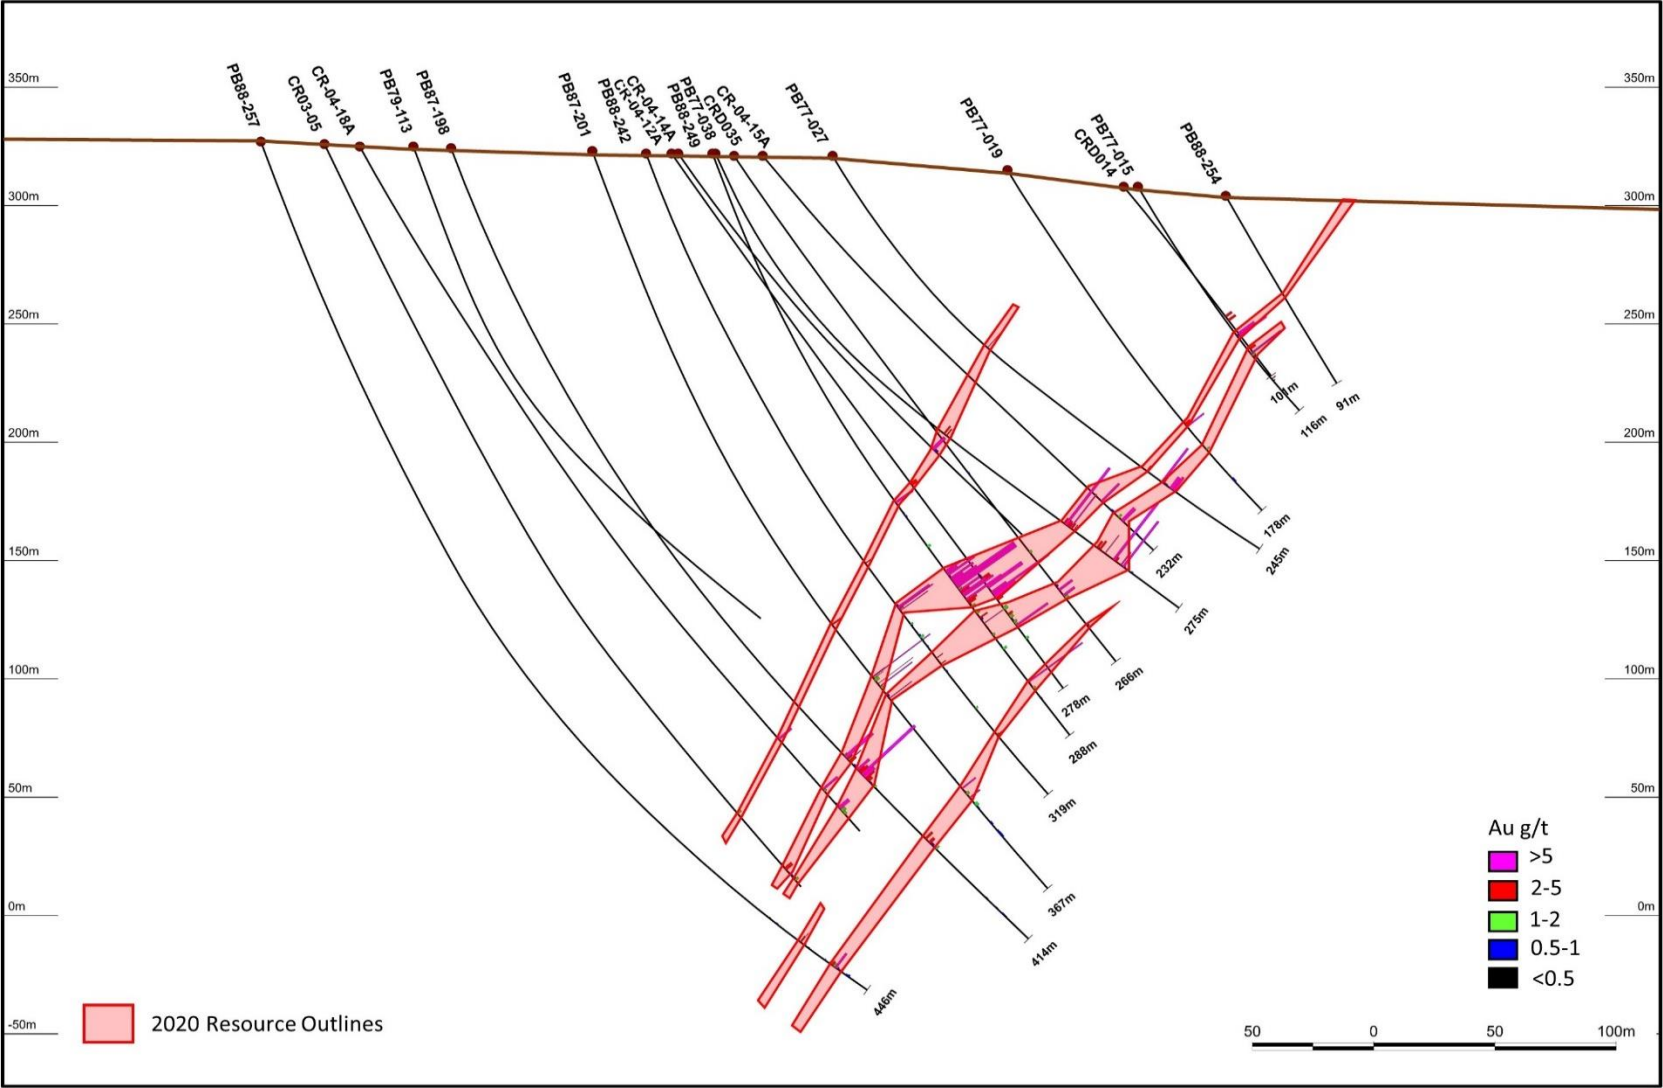 PB88-257
CR03-05
CR-04-18A
PB79-113
PB87-198
PB87-201
PB88-242
CR-04-12A
CR-04-14A
PB88-249
PB77-038
CRD035
CR-04-15A
PB77-027
PB77-019
CRD014
PB77-015
PB88-254
350m
300m
250m
200m
150m
100m
50m
0m
-50m
350m
300m
250m
200m
150m
100m
50m
0m
101m
116m
91m
178m
245m
232m
275m
266m
278m
288m
319m
367m
414m
446m
Au g/t
>5
2-5
1-2
0.5-1
<0.5
2020 Resource Outlines
50 0 50 100m